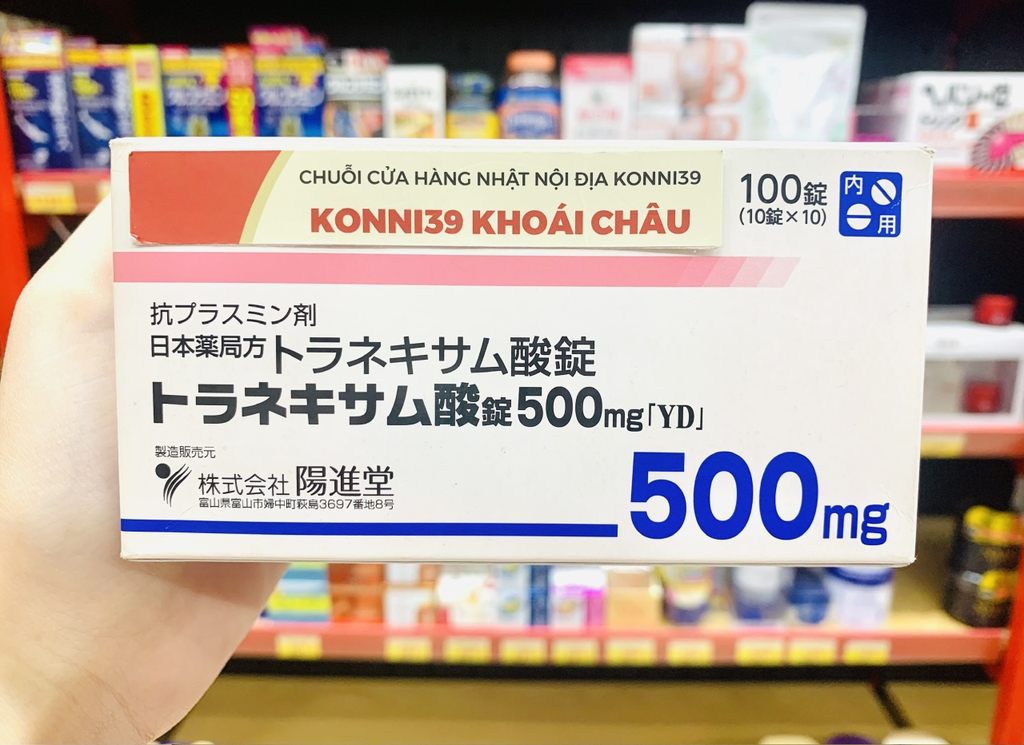 CHUỖI CỬA HÀNG NHẬT NỘI ĐỊA KONNI39
KONNI39 KHOÁI CHÂU
100錠
(10錠×10)
内
用
抗プラスミン剤
日本薬局方トラネキサム酸錠
トラネキサム酸錠500mg「YD」
製造販売元
株式会社 陽進堂
富山県富山市婦中町萩島3697番地8号
500mg